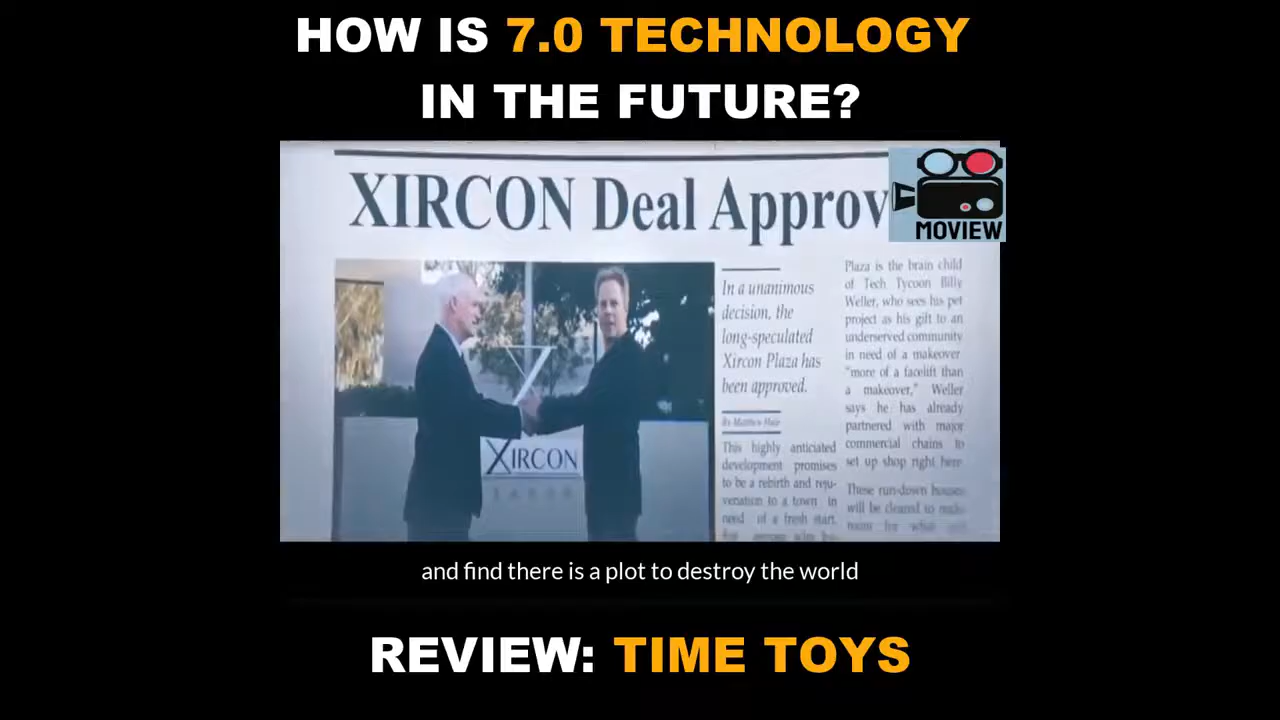 HOW IS 7.0 TECHNOLOGY
IN THE FUTURE?
XIRCON Deal Approv
MOVIEW
In a unanimous
decision, the
long-speculated
Xircon Plaza has
been approved.
By Matthew
This highly anticiated
development promises
to be a rebirth and reju-
venation to a town in
need of a fresh start.
Plaza is the brain child
of Tech Tycoon Billy
Weller, who sees his pet
project as his gift to an
underserved community
in need of a makeover
"more of a facelift than
a makeover," Weller
says he has already
partnered with major
commercial chains to
set up shop right here
These run-down houses
will be cleared to make
room for what
XIRCON
and find there is a plot to destroy the world
REVIEW: TIME TOYS